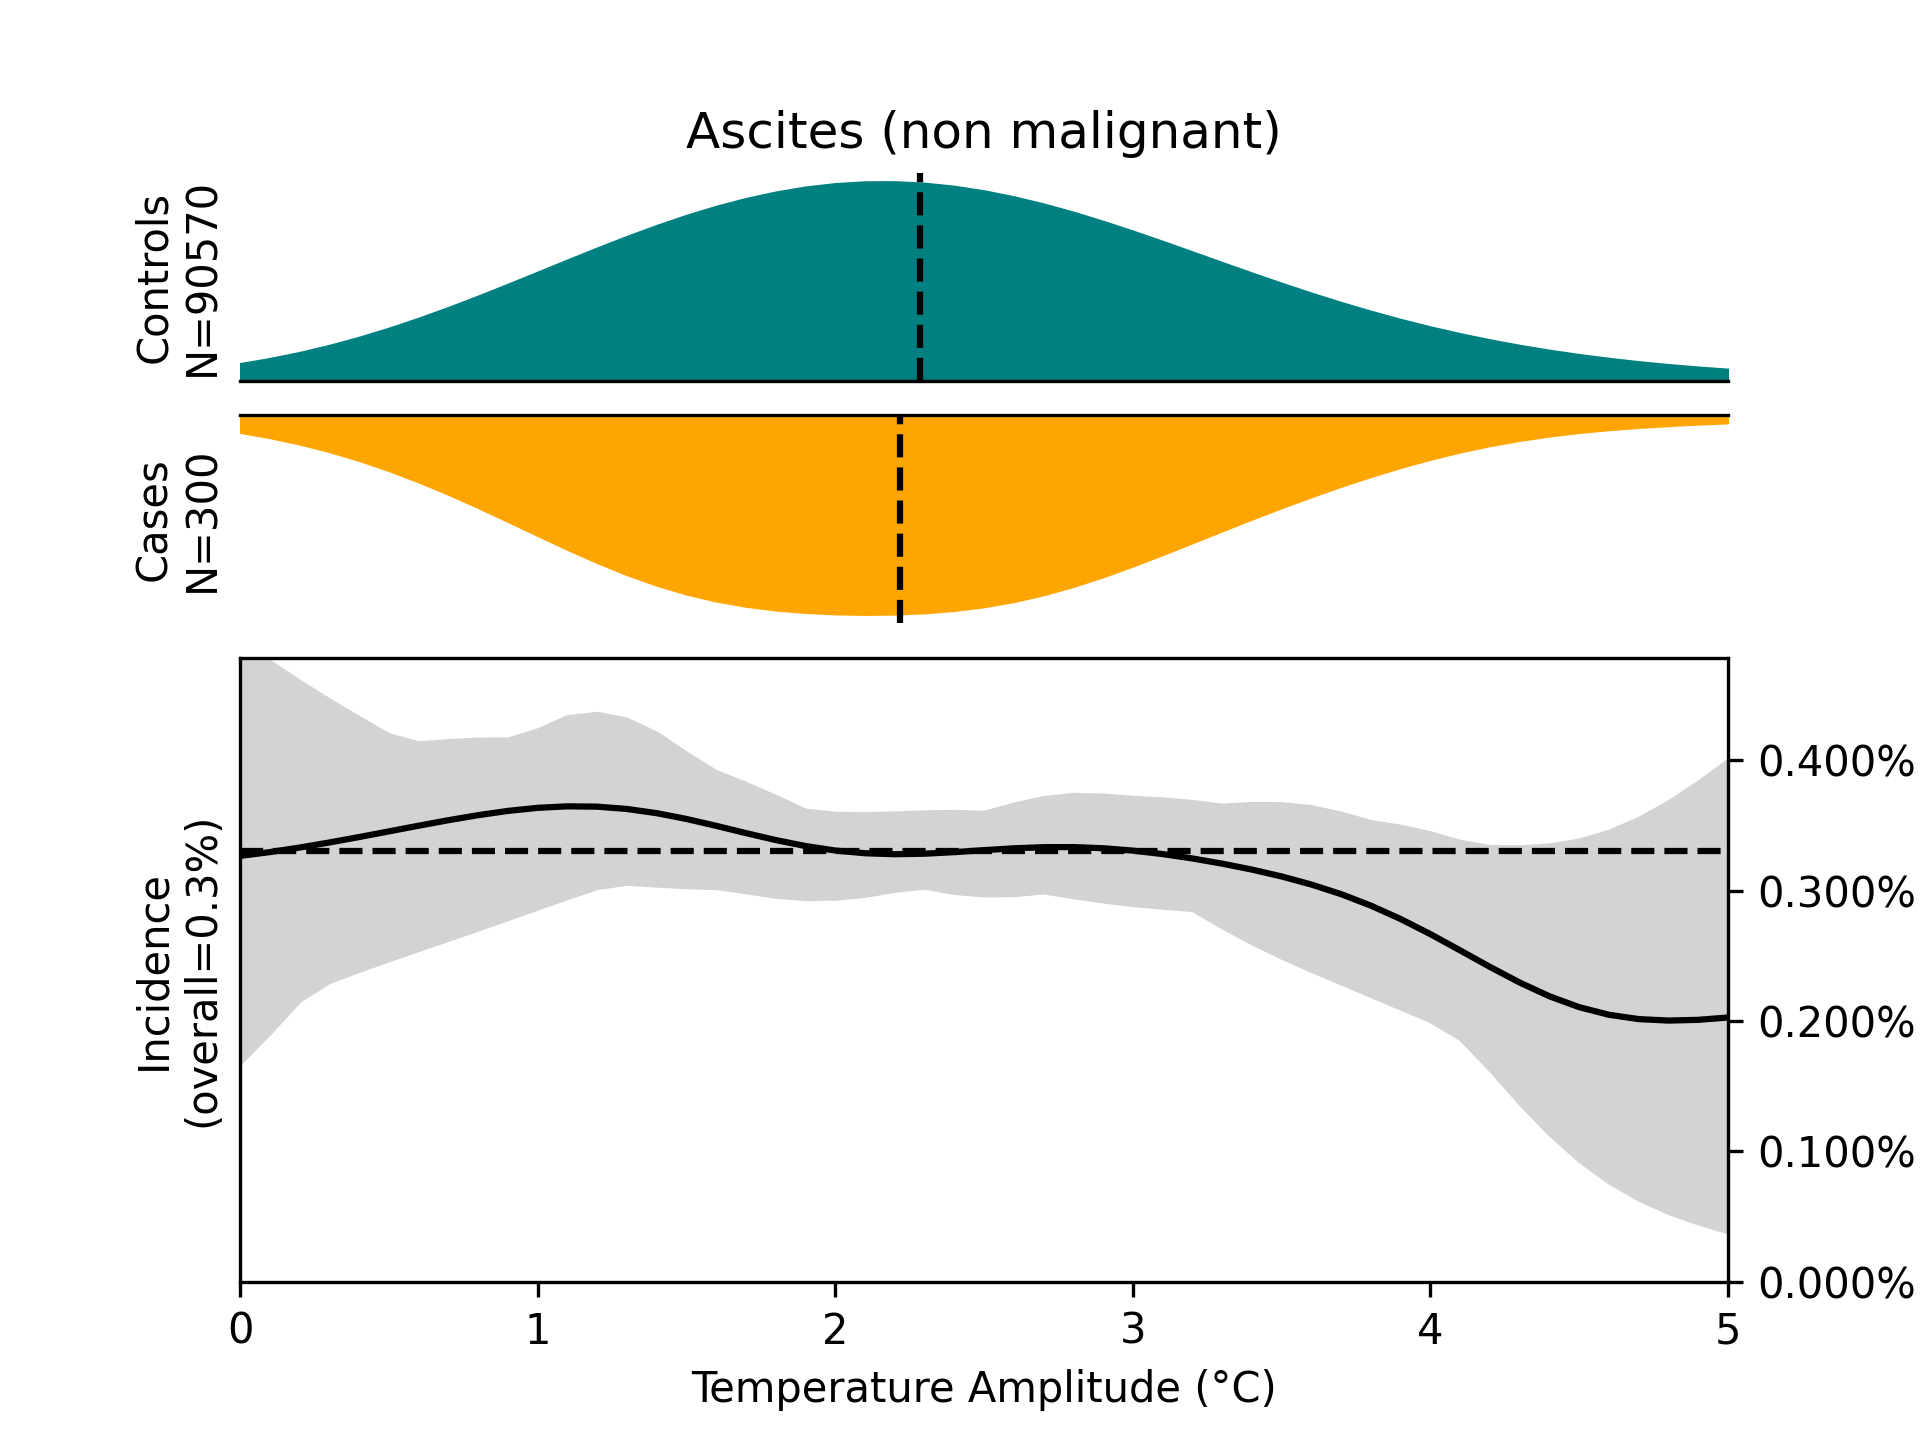 Ascites (non malignant)
Controls
N=90570
Cases
N=300
Incidence
(overall=0.3%)
0.400%
0.300%
0.200%
0.100%
0.000%
0 1 2 3 4 5
Temperature Amplitude (°C)